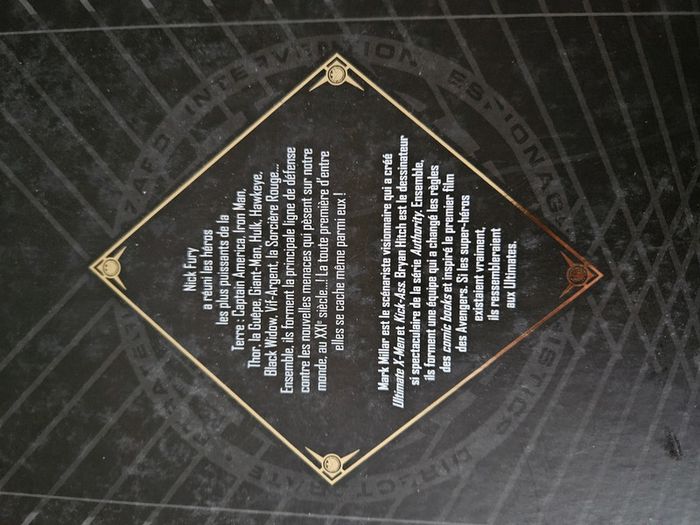 Nick Fury
a réuni les héros
les plus puissants de la
Terre : Captain America, Iron Man,
Thor, la Guêpe, Giant-Man, Hulk, Hawkeye,
Black Widow, Vif-Argent, la Sorcière Rouge...
Ensemble, ils forment la principale ligne de défense
contre les nouvelles menaces qui pèsent sur notre
monde, au XXIe siècle...! La toute première d'entre
elles se cache même parmi eux !
Mark Millar est le scénariste visionnaire qui a créé
Ultimate X-Men et Kick-Ass. Bryan Hitch est le dessinateur
si spectaculaire de la série Authority. Ensemble,
ils forment une équipe qui a changé les règles
des comic books et inspiré le premier film
des Avengers. Si les super-héros
existaient vraiment,
ils ressembleraient
aux Ultimates.
INTERVENTION
ESPIONAGE
DIRECTORATE